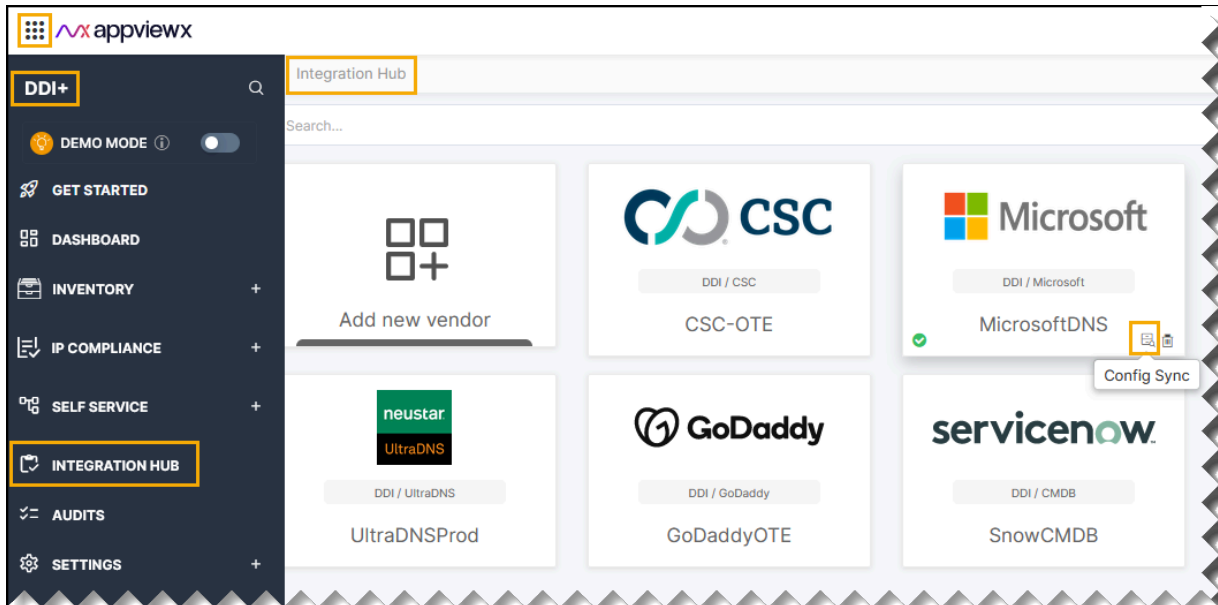 appviewx
DDI+
Integration Hub
DEMO MODE
Search...
GET STARTED
DASHBOARD
INVENTORY +
IP COMPLIANCE +
SELF SERVICE +
INTEGRATION HUB
AUDITS
SETTINGS +
Add new vendor
CSC
DDI / CSC
CSC-OTE
Microsoft
DDI / Microsoft
MicrosoftDNS
Config Sync
neustar
UltraDNS
DDI / UltraDNS
UltraDNSProd
GoDaddy
DDI / GoDaddy
GoDaddyOTE
servicenow
DDI / CMDB
SnowCMDB